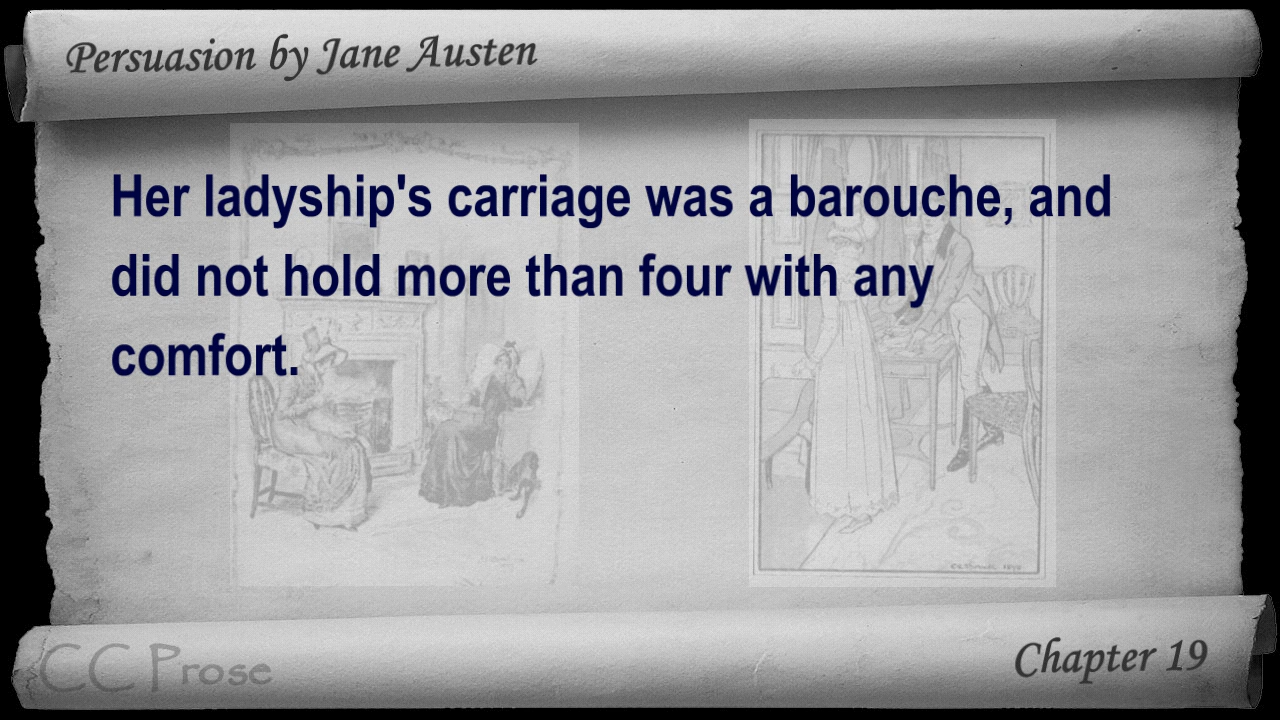 Persuasion by Jane Austen
Her ladyship's carriage was a barouche, and
did not hold more than four with any
comfort.
CC Prose
Chapter 19